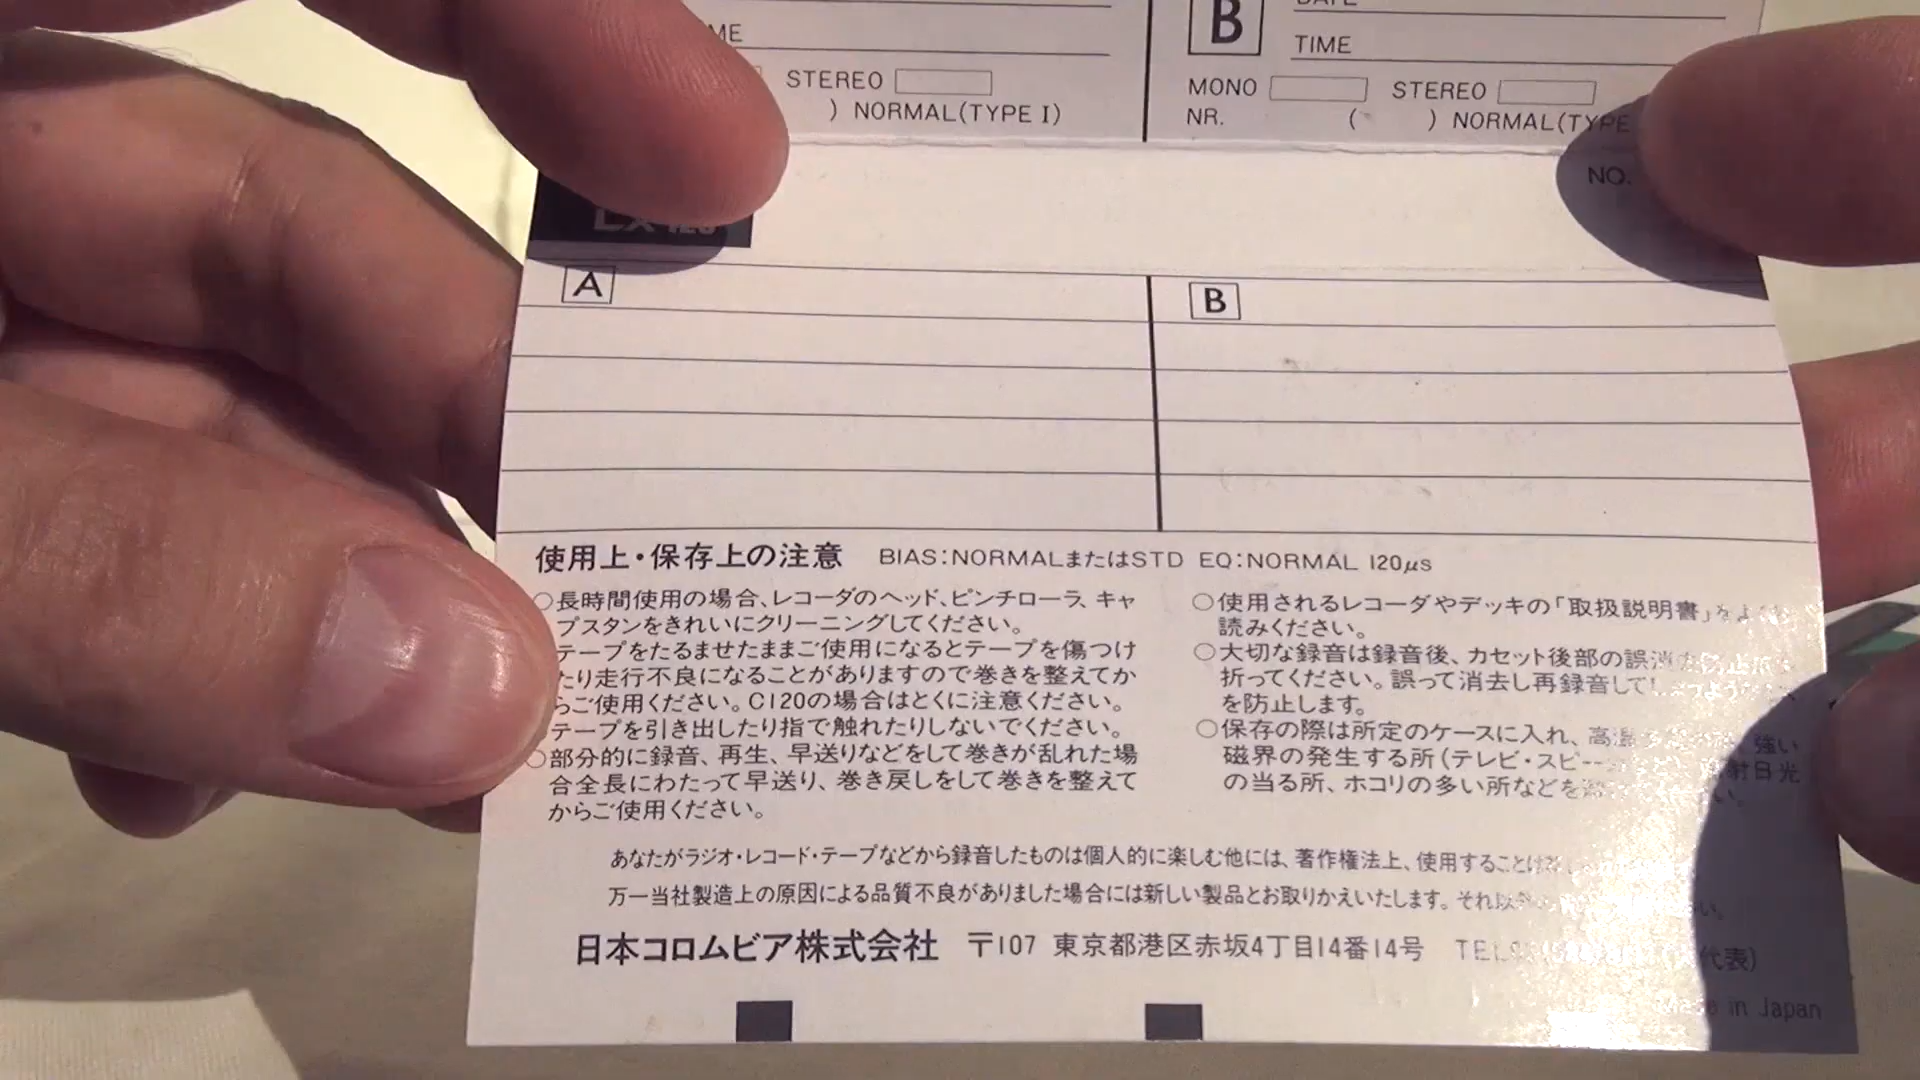 B
TIME
STEREO
) NORMAL(TYPE I)
MONO STEREO
NR. ( ) NORMAL(TYPE
NO.
A
B
使用上・保存上の注意 BIAS:NORMALまたはSTD EQ:NORMAL 120μs
○長時間使用の場合、レコーダのヘッド、ピンチローラ、キャ
プスタンをきれいにクリーニングしてください。
テープをたるませたままご使用になるとテープを傷つけ
たり走行不良になることがありますので巻きを整えてか
らご使用ください。C120の場合はとくに注意ください。
テープを引き出したり指で触れたりしないでください。
○部分的に録音、再生、早送りなどをして巻きが乱れた場
合全長にわたって早送り、巻き戻しをして巻きを整えて
からご使用ください。
○使用されるレコーダやデッキの「取扱説明書」をよく
読みください。
○大切な録音は録音後、カセット後部の誤消去防止
折ってください。誤って消去し再録音して
を防止します。
○保存の際は所定のケースに入れ、高温 強い
磁界の発生する所(テレビ・スピー 射日光
の当る所、ホコリの多い所などを
あなたがラジオ・レコード・テープなどから録音したものは個人的に楽しむ他には、著作権法上、使用することは
万一当社製造上の原因による品質不良がありました場合には新しい製品とお取りかえいたします。それ以外
日本コロムビア株式会社 〒107 東京都港区赤坂4丁目14番14号 TEL 代表)
Made in Japan